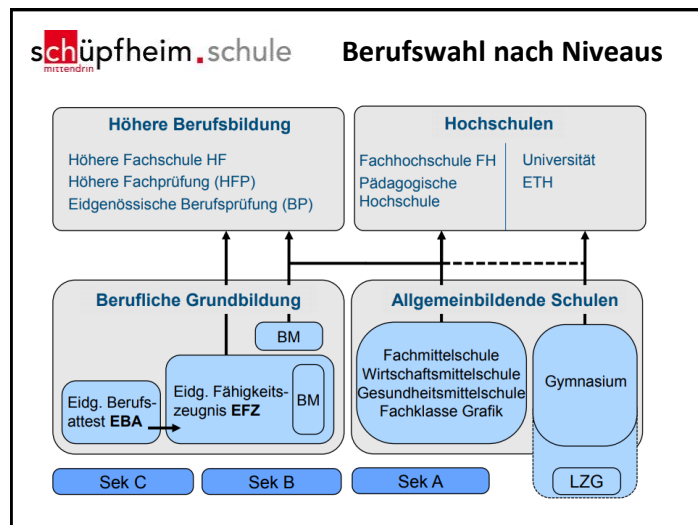 schüpfheim.schule
mittendrin
Berufswahl nach Niveaus
Höhere Berufsbildung
Höhere Fachschule HF
Höhere Fachprüfung (HFP)
Eidgenössische Berufsprüfung (BP)
Hochschulen
Fachhochschule FH
Pädagogische
Hochschule
Universität
ETH
Berufliche Grundbildung
BM
Eidg. Berufs-
attest EBA
Eidg. Fähigkeits-
zeugnis EFZ
BM
Allgemeinbildende Schulen
Fachmittelschule
Wirtschaftsmittelschule
Gesundheitsmittelschule
Fachklasse Grafik
Gymnasium
LZG
Sek C
Sek B
Sek A